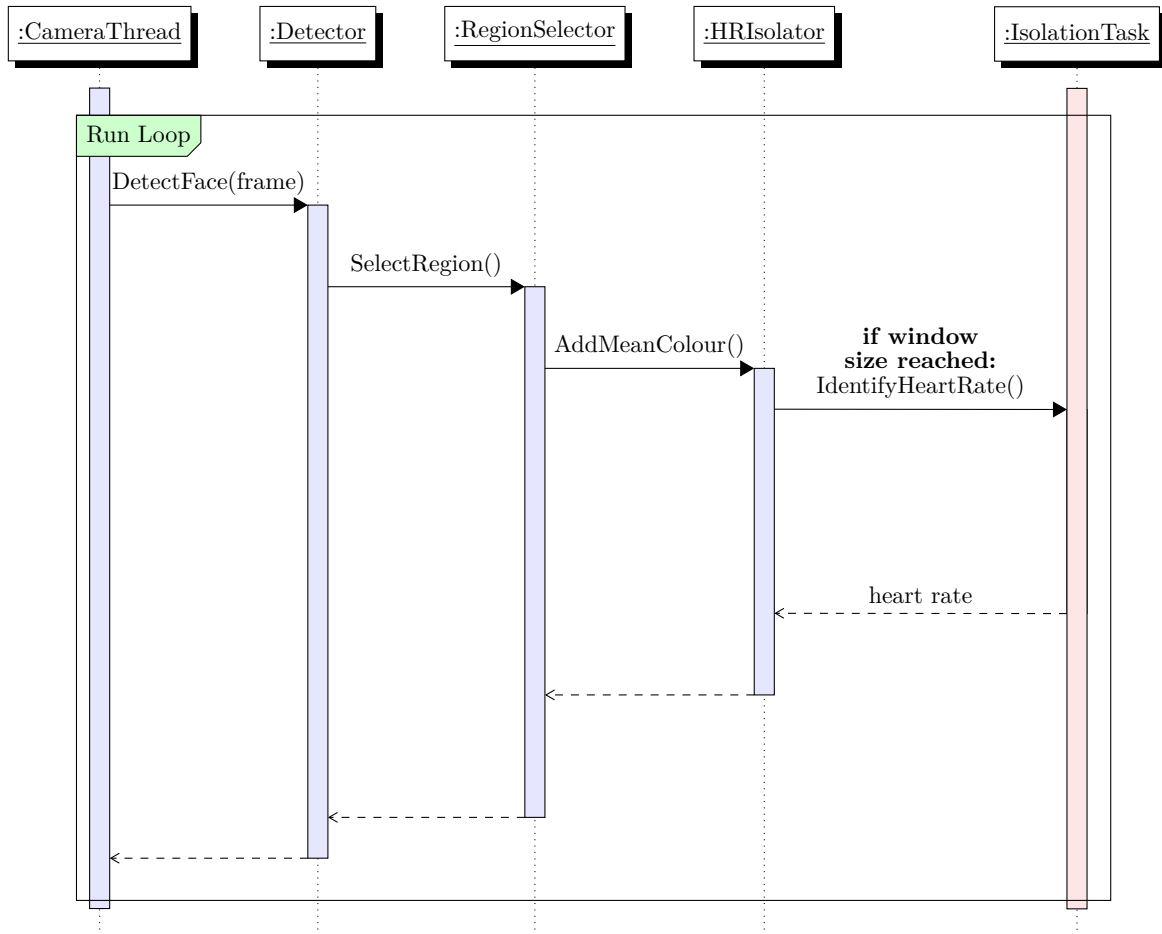 :CameraThread
:Detector
:RegionSelector
:HRIsolator
:IsolationTask
Run Loop
DetectFace(frame)
SelectRegion()
AddMeanColour()
if window
size reached:
IdentifyHeartRate()
heart rate